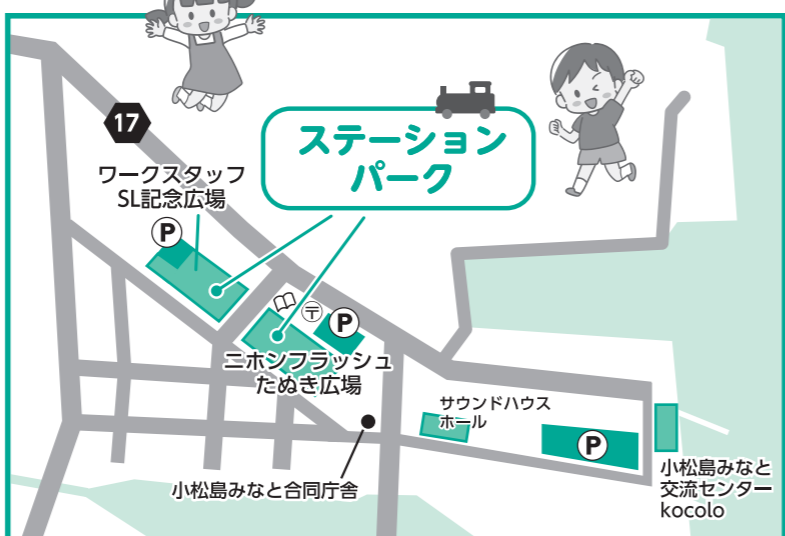 17
ステーション
パーク
ワークスタッフ
SL記念広場
P
〒
P
ニホンフラッシュ
たぬき広場
サウンドハウス
ホール
P
小松島みなと合同庁舎
小松島みなと
交流センター
kocolo